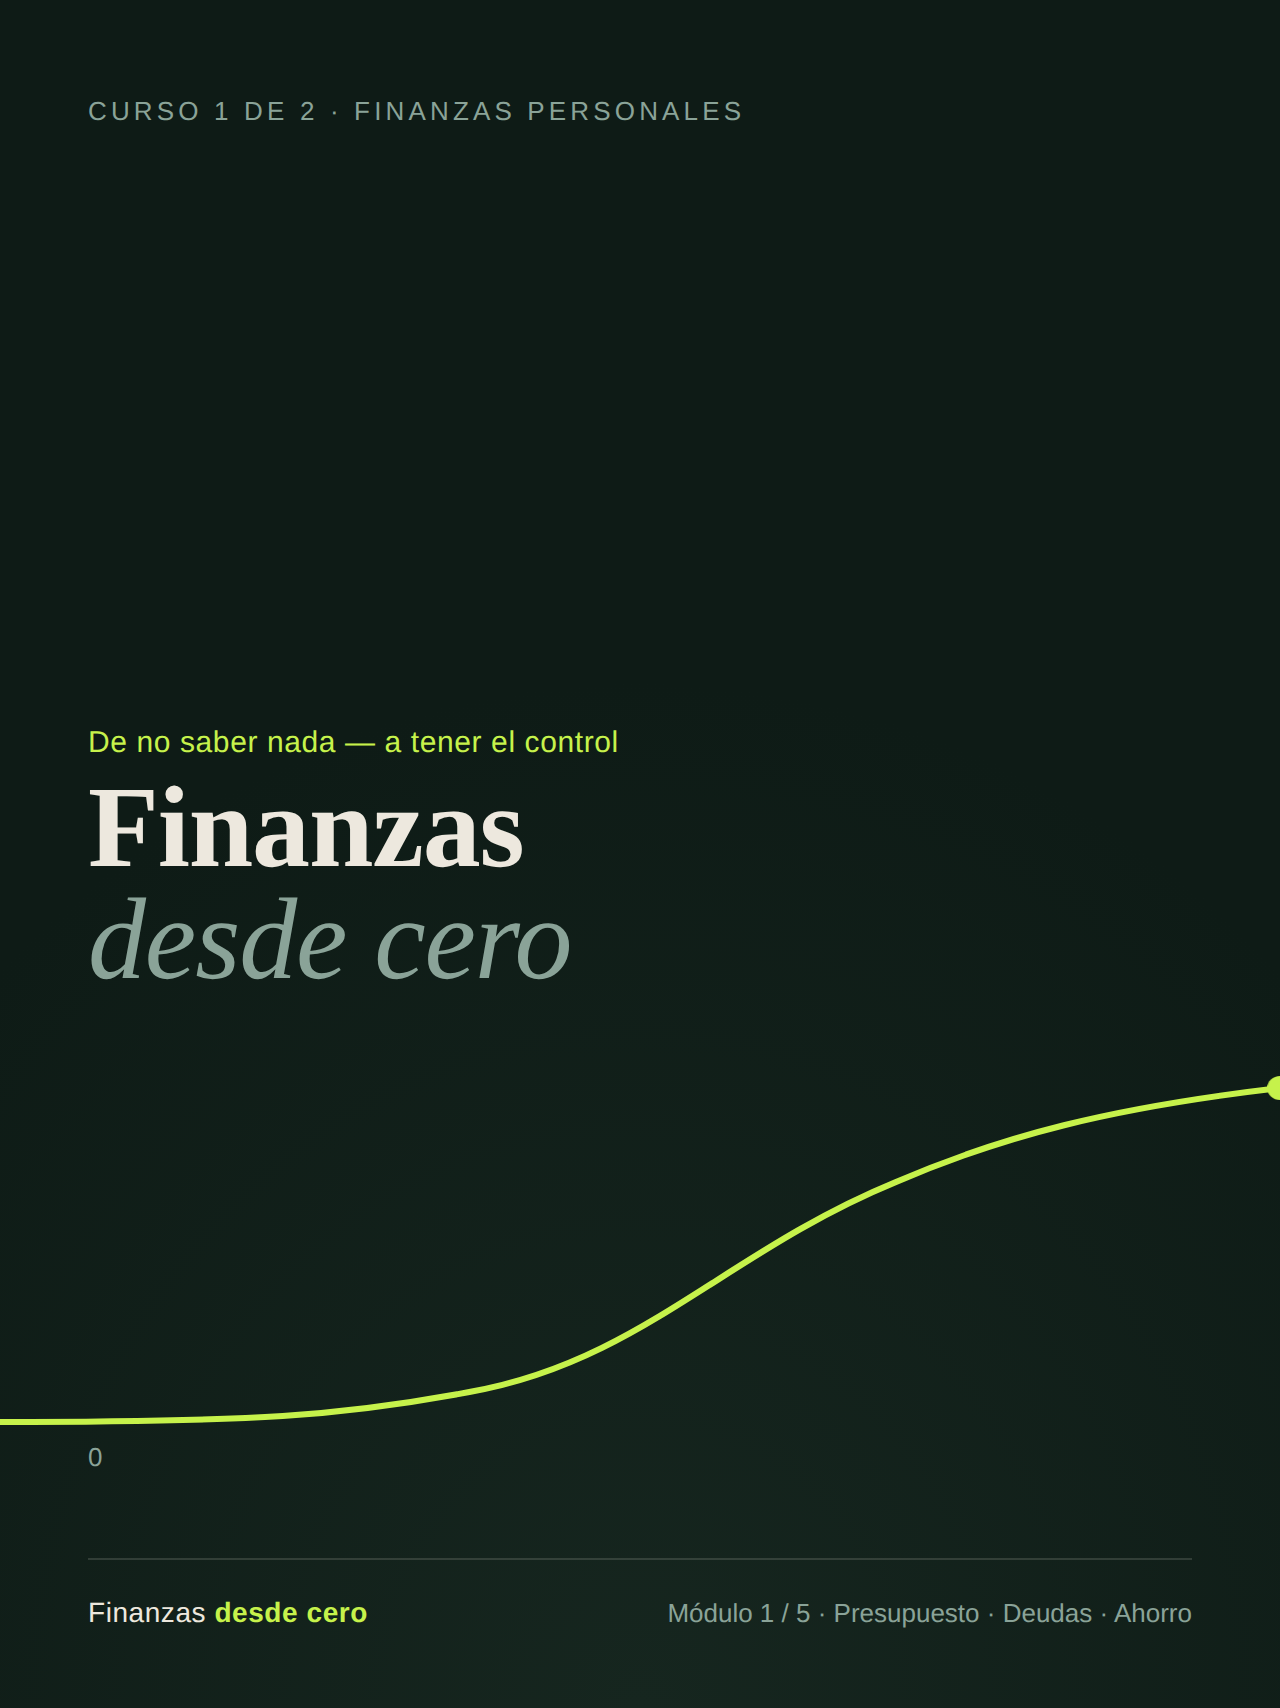 CURSO 1 DE 2 · FINANZAS PERSONALES
De no saber nada — a tener el control
Finanzas
desde cero
0
Finanzas desde cero
Módulo 1 / 5 · Presupuesto · Deudas · Ahorro